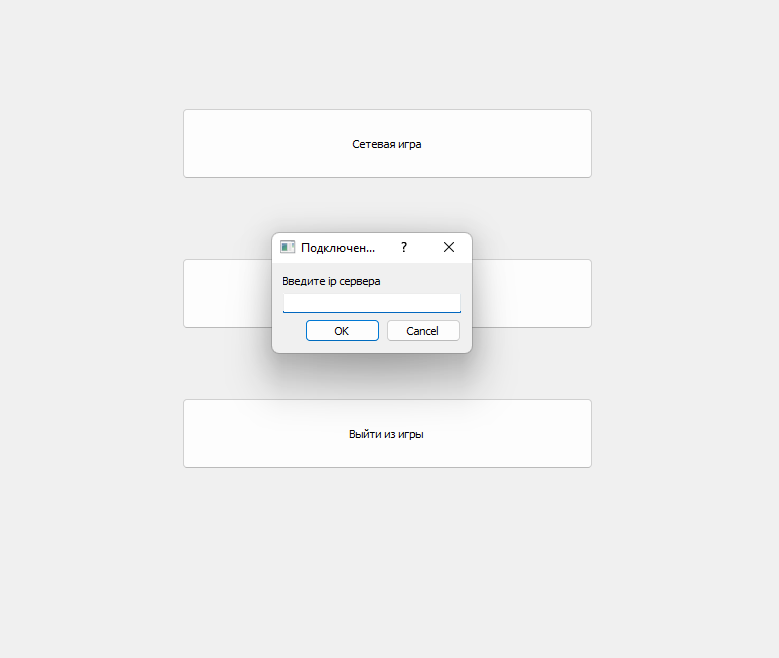 Сетевая игра
Подключен... ?
Введите ip сервера
OK Cancel
Выйти из игры